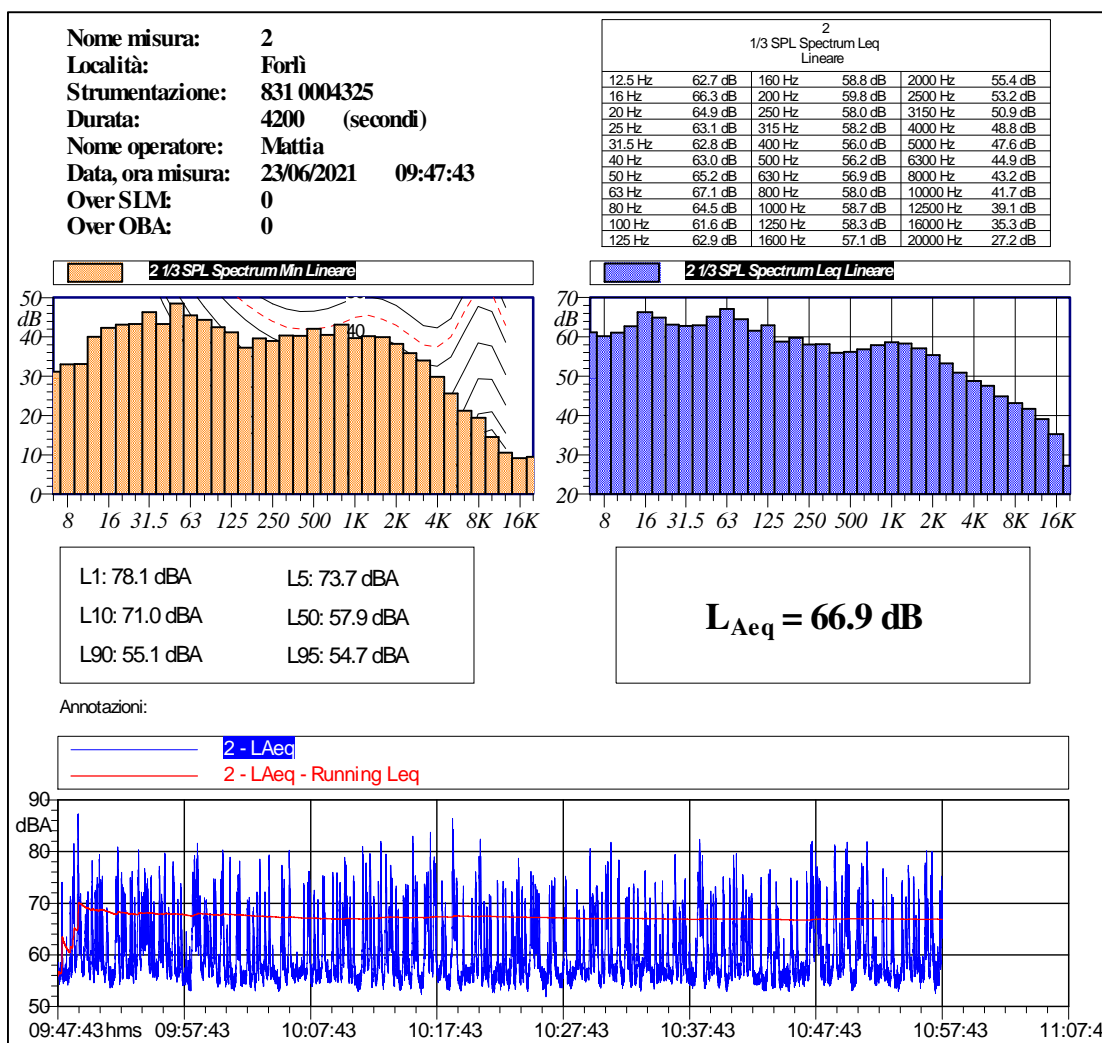 Nome misura: 2
Località: Forlì
Strumentazione: 831 0004325
Durata: 4200 (secondi)
Nome operatore: Mattia
Data, ora misura: 23/06/2021 09:47:43
Over SLM: 0
Over OBA: 0
2
1/3 SPL Spectrum Leq
Lineare
12.5 Hz 62.7 dB 160 Hz 58.8 dB 2000 Hz 55.4 dB
16 Hz 66.3 dB 200 Hz 59.8 dB 2500 Hz 53.2 dB
20 Hz 64.9 dB 250 Hz 58.0 dB 3150 Hz 50.9 dB
25 Hz 63.1 dB 315 Hz 58.2 dB 4000 Hz 48.8 dB
31.5 Hz 62.8 dB 400 Hz 56.0 dB 5000 Hz 47.6 dB
40 Hz 63.0 dB 500 Hz 56.2 dB 6300 Hz 44.9 dB
50 Hz 65.2 dB 630 Hz 56.9 dB 8000 Hz 43.2 dB
63 Hz 67.1 dB 800 Hz 58.0 dB 10000 Hz 41.7 dB
80 Hz 64.5 dB 1000 Hz 58.7 dB 12500 Hz 39.1 dB
100 Hz 61.6 dB 1250 Hz 58.3 dB 16000 Hz 35.3 dB
125 Hz 62.9 dB 1600 Hz 57.1 dB 20000 Hz 27.2 dB
2 1/3 SPL Spectrum Min Lineare
50
dB
40
30
20
10
0
40
8 16 31.5 63 125 250 500 1K 2K 4K 8K 16K
2 1/3 SPL Spectrum Leq Lineare
70
dB
60
50
40
30
20
8 16 31.5 63 125 250 500 1K 2K 4K 8K 16K
L1: 78.1 dBA L5: 73.7 dBA
L10: 71.0 dBA L50: 57.9 dBA
L90: 55.1 dBA L95: 54.7 dBA
LAeq = 66.9 dB
Annotazioni:
2 - LAeq
2 - LAeq - Running Leq
90
dBA
80
70
60
50
09:47:43 hms 09:57:43 10:07:43 10:17:43 10:27:43 10:37:43 10:47:43 10:57:43 11:07:4